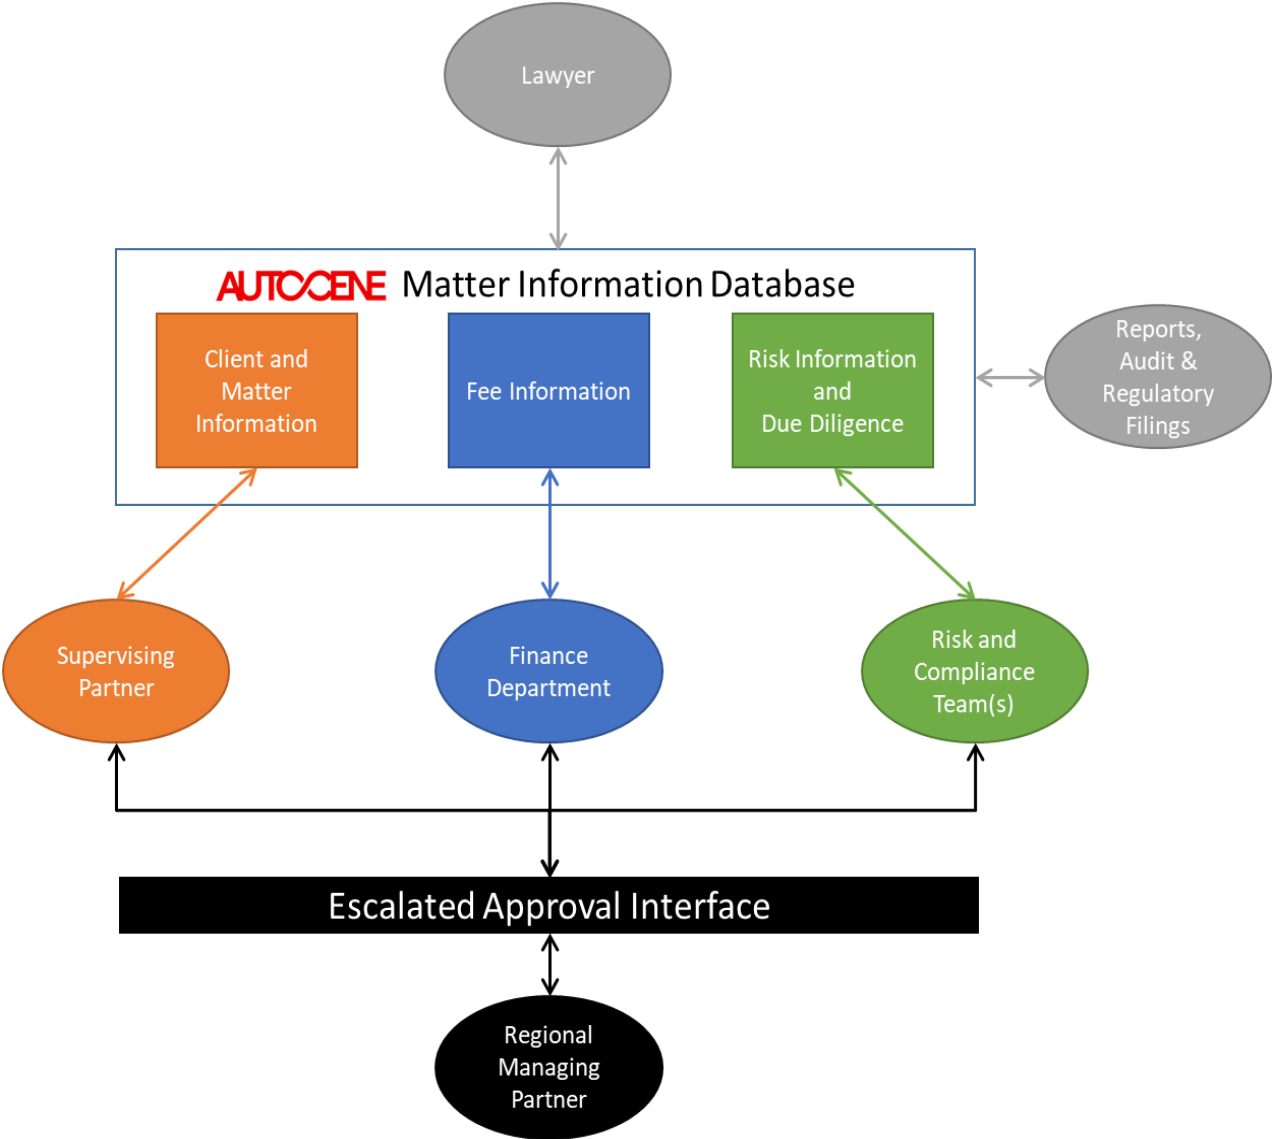 Lawyer
AUTOCENE Matter Information Database
Client and
Matter
Information
Fee Information
Risk Information
and
Due Diligence
Reports,
Audit &
Regulatory
Filings
Supervising
Partner
Finance
Department
Risk and
Compliance
Team(s)
Escalated Approval Interface
Regional
Managing
Partner